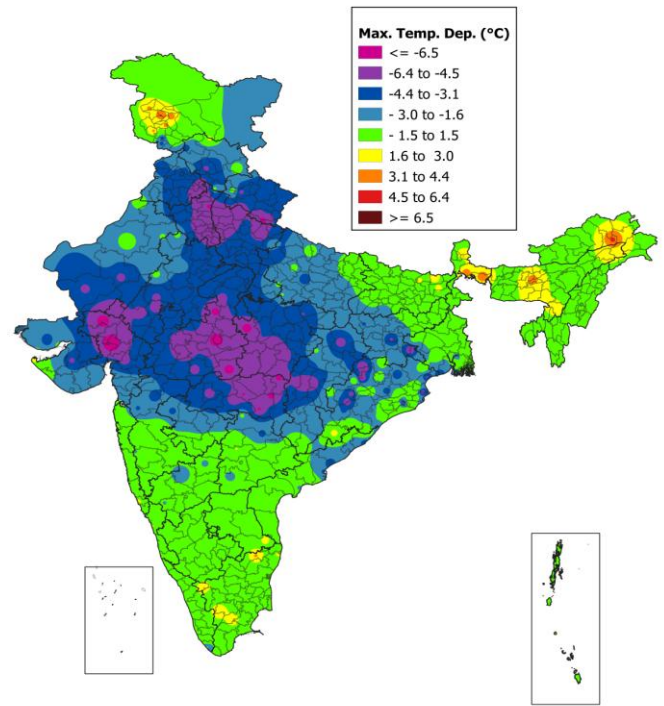 Max. Temp. Dep. (°C)
<= -6.5
-6.4 to -4.5
-4.4 to -3.1
- 3.0 to -1.6
- 1.5 to 1.5
1.6 to 3.0
3.1 to 4.4
4.5 to 6.4
>= 6.5